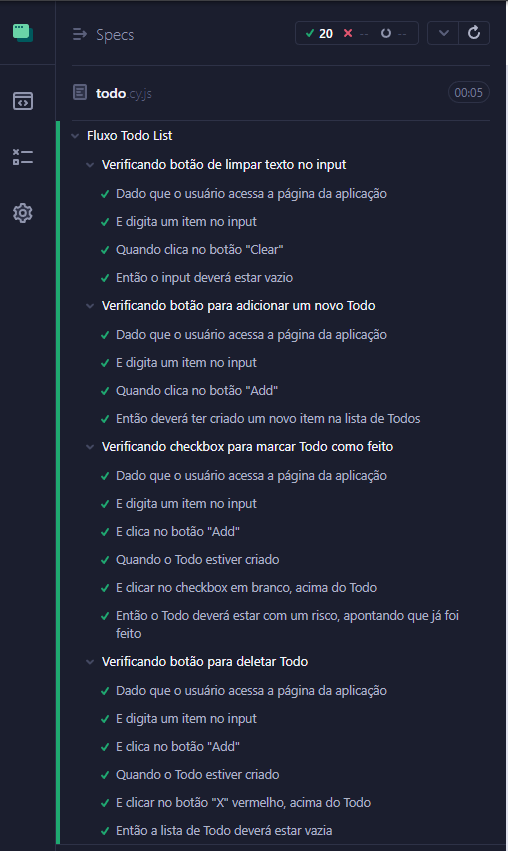 Specs
20 -- --
todo.cy.js
00:05
Fluxo Todo List
Verificando botão de limpar texto no input
Dado que o usuário acessa a página da aplicação
E digita um item no input
Quando clica no botão "Clear"
Então o input deverá estar vazio
Verificando botão para adicionar um novo Todo
Dado que o usuário acessa a página da aplicação
E digita um item no input
Quando clica no botão "Add"
Então deverá ter criado um novo item na lista de Todos
Verificando checkbox para marcar Todo como feito
Dado que o usuário acessa a página da aplicação
E digita um item no input
E clica no botão "Add"
Quando o Todo estiver criado
E clicar no checkbox em branco, acima do Todo
Então o Todo deverá estar com um risco, apontando que já foi
feito
Verificando botão para deletar Todo
Dado que o usuário acessa a página da aplicação
E digita um item no input
E clica no botão "Add"
Quando o Todo estiver criado
E clicar no botão "X" vermelho, acima do Todo
Então a lista de Todo deverá estar vazia